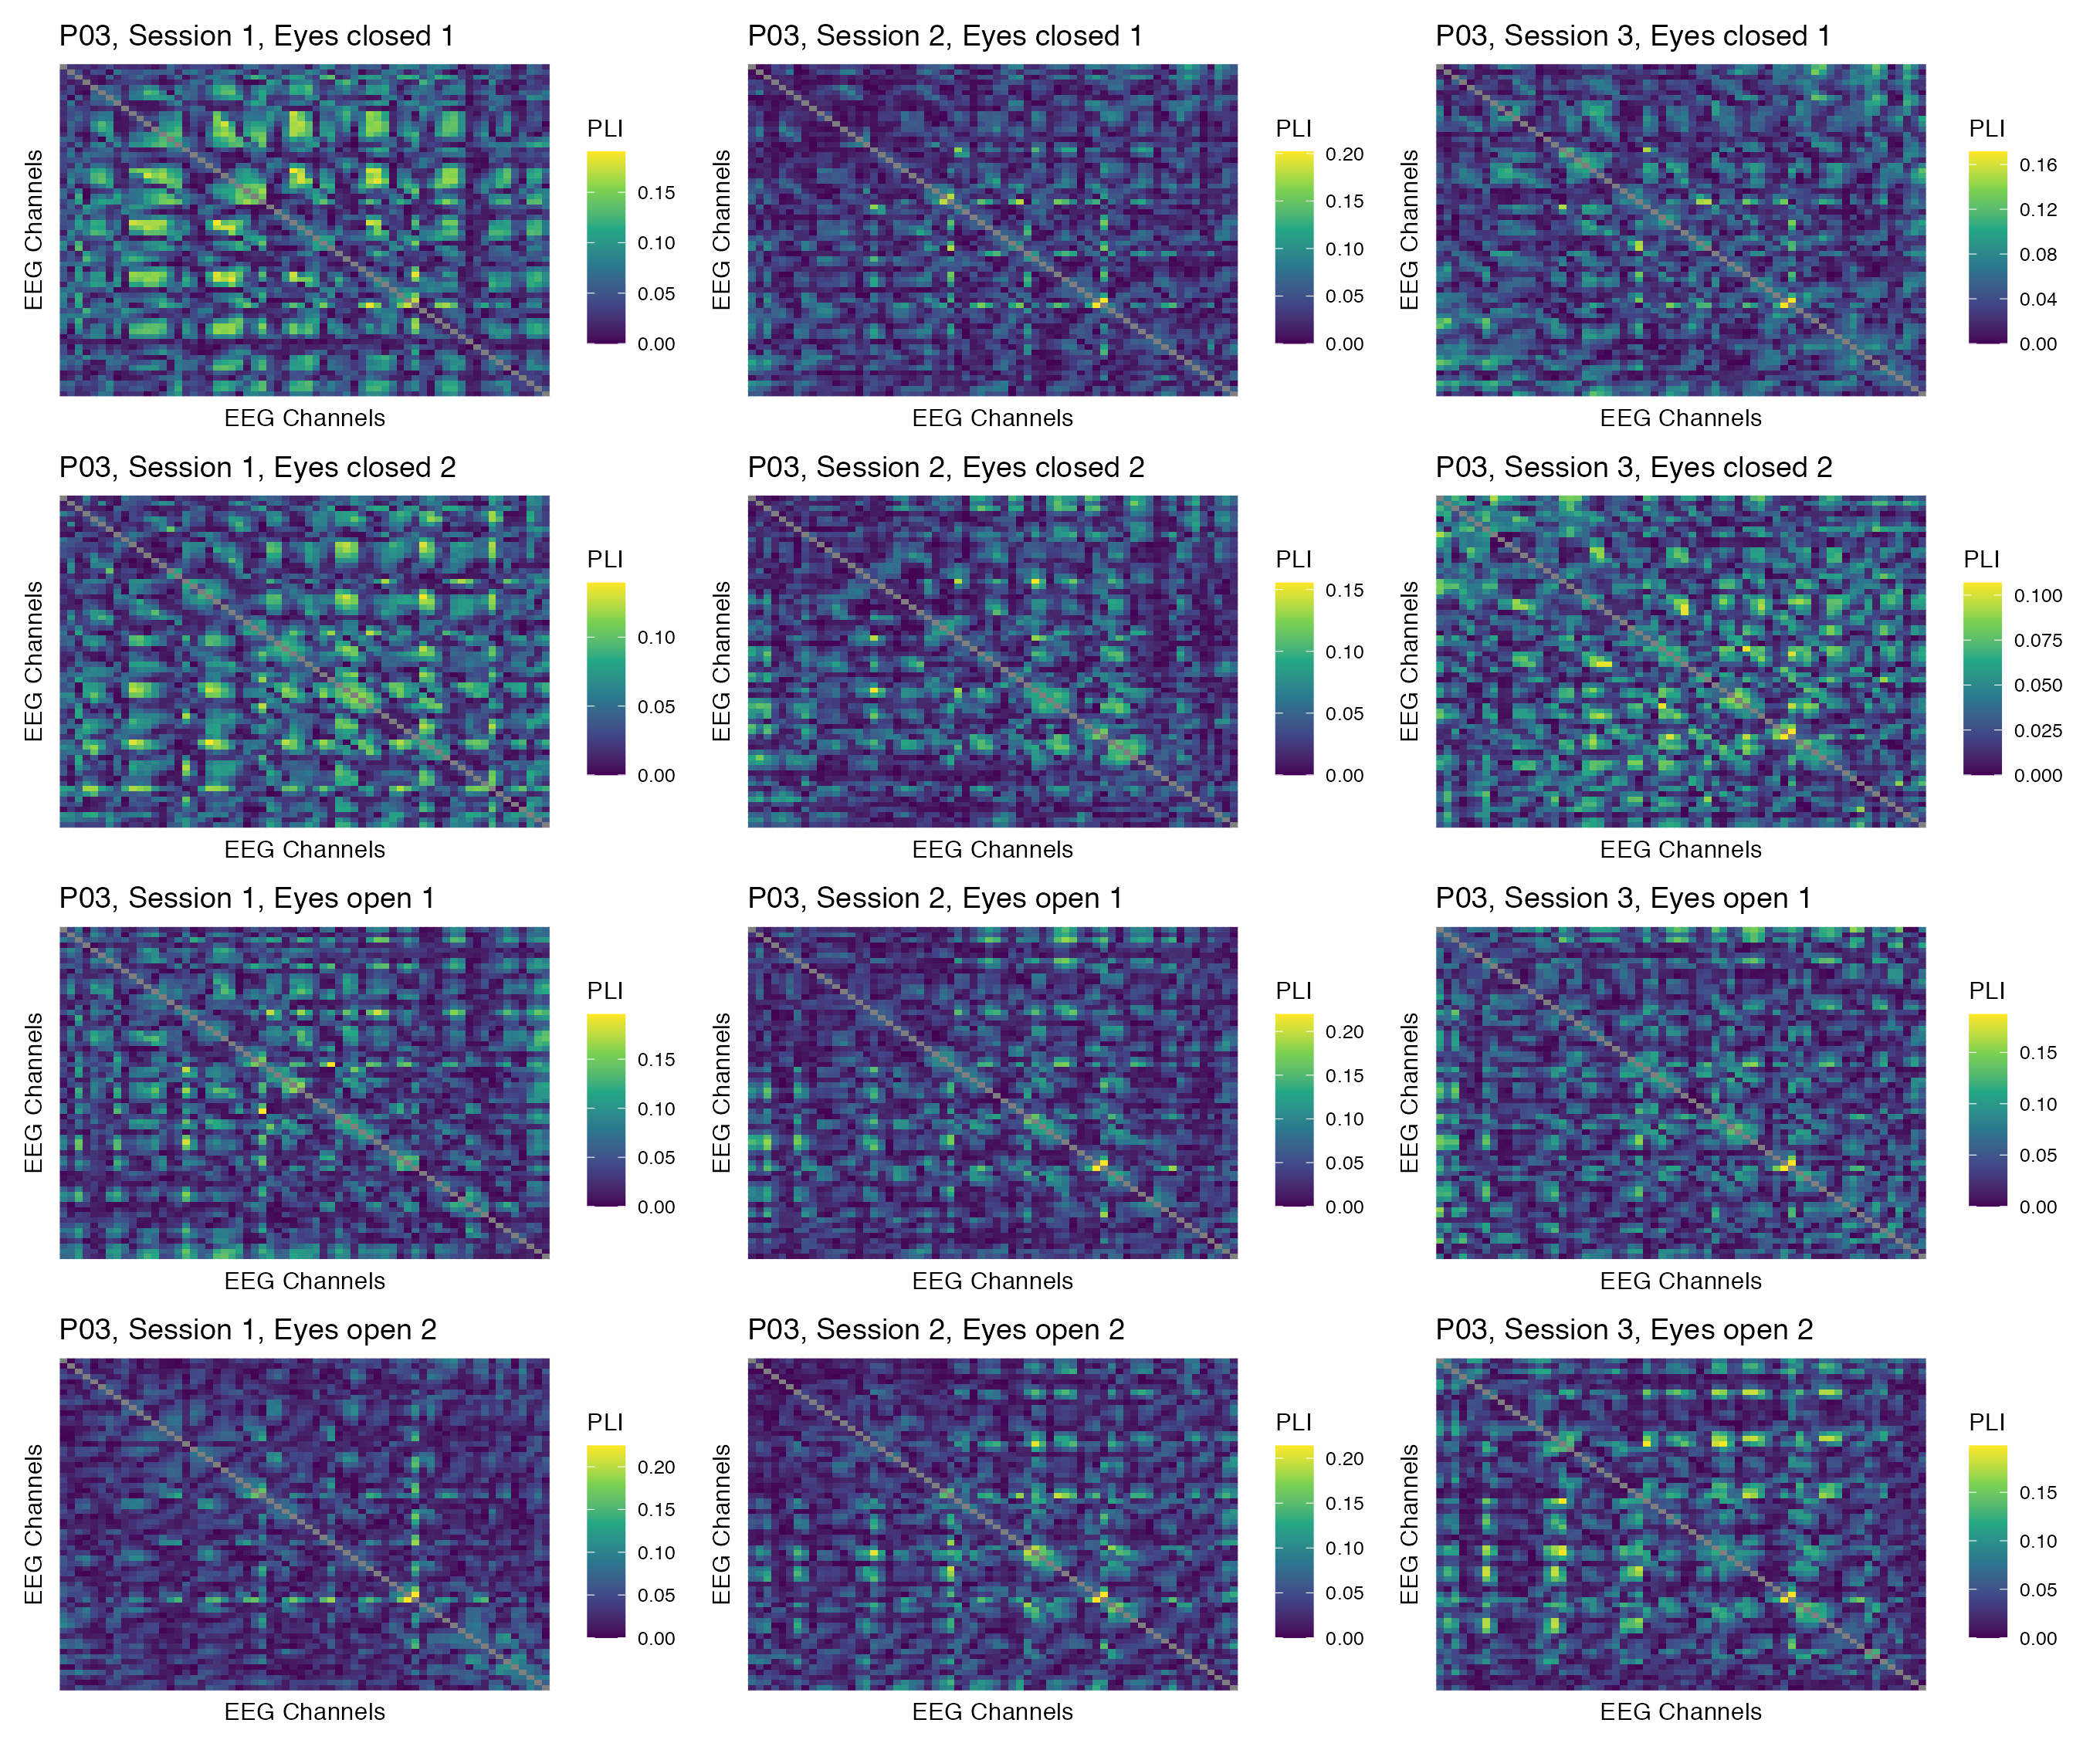 P03, Session 1, Eyes closed 1
EEG Channels
EEG Channels
PLI
0.15
0.10
0.05
0.00
P03, Session 2, Eyes closed 1
EEG Channels
EEG Channels
PLI
0.20
0.15
0.10
0.05
0.00
P03, Session 3, Eyes closed 1
EEG Channels
EEG Channels
PLI
0.16
0.12
0.08
0.04
0.00
P03, Session 1, Eyes closed 2
EEG Channels
EEG Channels
PLI
0.10
0.05
0.00
P03, Session 2, Eyes closed 2
EEG Channels
EEG Channels
PLI
0.15
0.10
0.05
0.00
P03, Session 3, Eyes closed 2
EEG Channels
EEG Channels
PLI
0.100
0.075
0.050
0.025
0.000
P03, Session 1, Eyes open 1
EEG Channels
EEG Channels
PLI
0.15
0.10
0.05
0.00
P03, Session 2, Eyes open 1
EEG Channels
EEG Channels
PLI
0.20
0.15
0.10
0.05
0.00
P03, Session 3, Eyes open 1
EEG Channels
EEG Channels
PLI
0.15
0.10
0.05
0.00
P03, Session 1, Eyes open 2
EEG Channels
EEG Channels
PLI
0.20
0.15
0.10
0.05
0.00
P03, Session 2, Eyes open 2
EEG Channels
EEG Channels
PLI
0.20
0.15
0.10
0.05
0.00
P03, Session 3, Eyes open 2
EEG Channels
EEG Channels
PLI
0.15
0.10
0.05
0.00